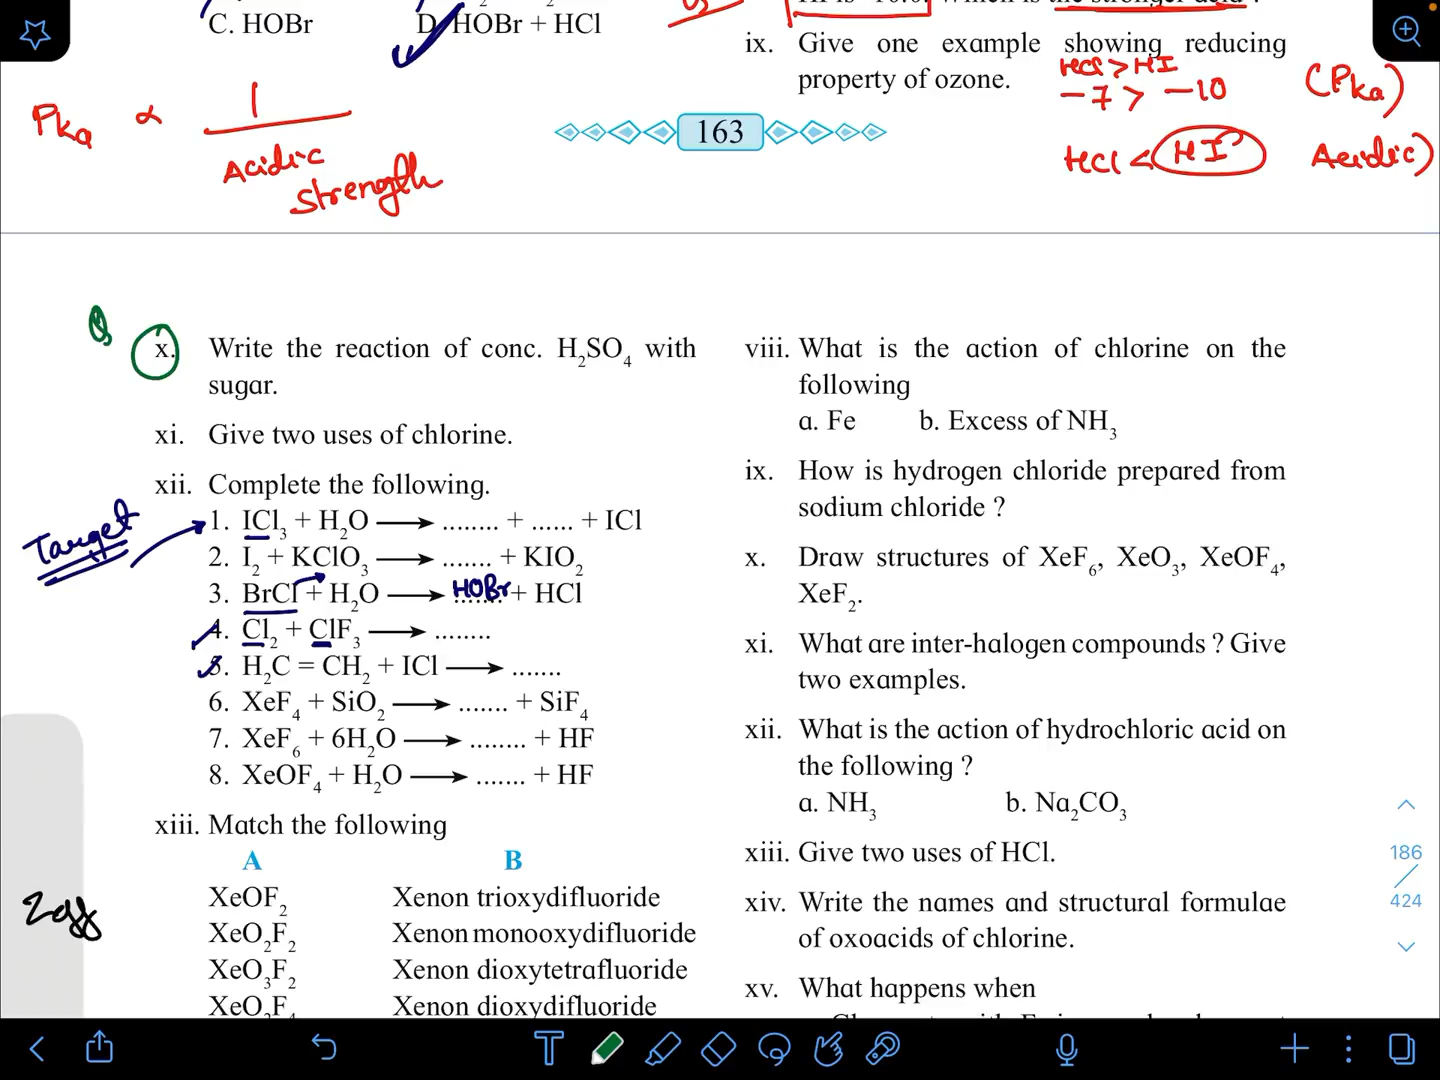 C. HOBr
D. HOBr + HCl
ix. Give one example showing reducing property of ozone.
HCl > HI
−7 > −10 (Pka)
HCl < HI Acidic)
Pka ∝ 1
Acidic
Strength
163
Q
x. Write the reaction of conc. H₂SO₄ with
sugar.
xi. Give two uses of chlorine.
xii. Complete the following.
Target
1. ICl₃ + H₂O ⟶ ........ + ...... + ICl
2. I₂ + KClO₃ ⟶ ....... + KIO₂
3. BrCl + H₂O ⟶ HOBr + HCl
4. Cl₂ + ClF₃ ⟶ ........
5. H₂C = CH₂ + ICl ⟶ .......
6. XeF₄ + SiO₂ ⟶ ....... + SiF₄
7. XeF₆ + 6H₂O ⟶ ........ + HF
8. XeOF₄ + H₂O ⟶ ....... + HF
xiii. Match the following
A B
XeOF₂ Xenon trioxydifluoride
XeO₂F₂ Xenon monooxydifluoride
XeO₃F₂ Xenon dioxytetrafluoride
XeO₂F₄ Xenon dioxydifluoride
viii. What is the action of chlorine on the
following
a. Fe b. Excess of NH₃
ix. How is hydrogen chloride prepared from
sodium chloride ?
x. Draw structures of XeF₆, XeO₃, XeOF₄,
XeF₂.
xi. What are inter-halogen compounds ? Give
two examples.
xii. What is the action of hydrochloric acid on
the following ?
a. NH₃ b. Na₂CO₃
xiii. Give two uses of HCl.
xiv. Write the names and structural formulae
of oxoacids of chlorine.
xv. What happens when
186
424
T